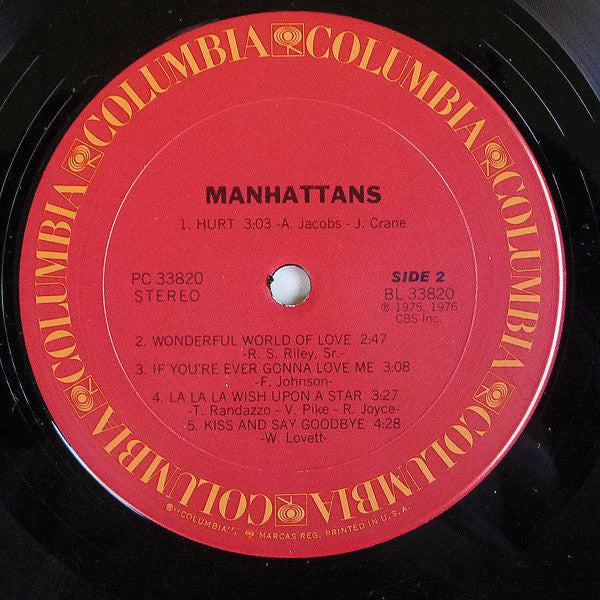 COLUMBIA COLUMBIA COLUMBIA COLUMBIA COLUMBIA COLUMBIA COLUMBIA
MANHATTANS
1. HURT 3:03 -A. Jacobs - J. Crane
PC 33820
STEREO
SIDE 2
BL 33820
℗ 1975, 1976
CBS Inc.
2. WONDERFUL WORLD OF LOVE 2:47
-R. S. Riley, Sr.-
3. IF YOU'RE EVER GONNA LOVE ME 3:08
-F. Johnson-
4. LA LA LA WISH UPON A STAR 3:27
-T. Randazzo - V. Pike - R. Joyce-
5. KISS AND SAY GOODBYE 4:28
-W. Lovett-
®"COLUMBIA", MARCAS REG. PRINTED IN U.S.A.